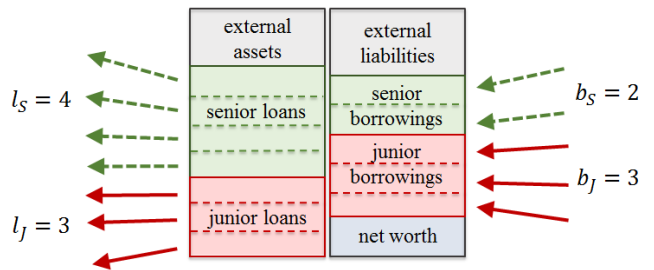 external
assets
external
liabilities
l_S = 4
senior loans
senior
borrowings
b_S = 2
junior
borrowings
b_J = 3
l_J = 3
junior loans
net worth